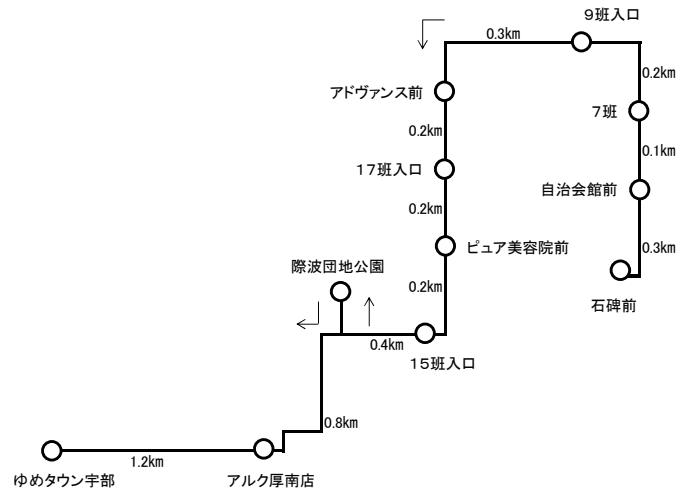 9班入口
0.3km
0.2km
アドヴァンス前
7班
0.2km
0.1km
17班入口
自治会館前
0.2km
ピュア美容院前
0.3km
際波団地公園
0.2km
石碑前
0.4km
15班入口
0.8km
1.2km
ゆめタウン宇部
アルク厚南店